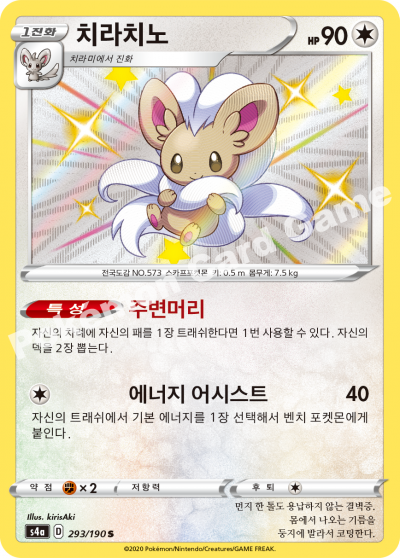 1진화
치라치노
HP 90
치라미에서 진화
전국도감 NO.573 스카프포켓몬 키: 0.5 m 몸무게: 7.5 kg
특성 주변머리
자신의 차례에 자신의 패를 1장 트래쉬한다면 1번 사용할 수 있다. 자신의
덱을 2장 뽑는다.
에너지 어시스트 40
자신의 트래쉬에서 기본 에너지를 1장 선택해서 벤치 포켓몬에게
붙인다.
약점 ×2 저항력 후퇴
Illus. kirisAki
s4a D 293/190 S
먼지 한 톨도 용납하지 않는 결벽증.
몸에서 나오는 기름을
둥지에 발라서 코팅한다.
©2020 Pokémon/Nintendo/Creatures/GAME FREAK.
Pokémon Card Game